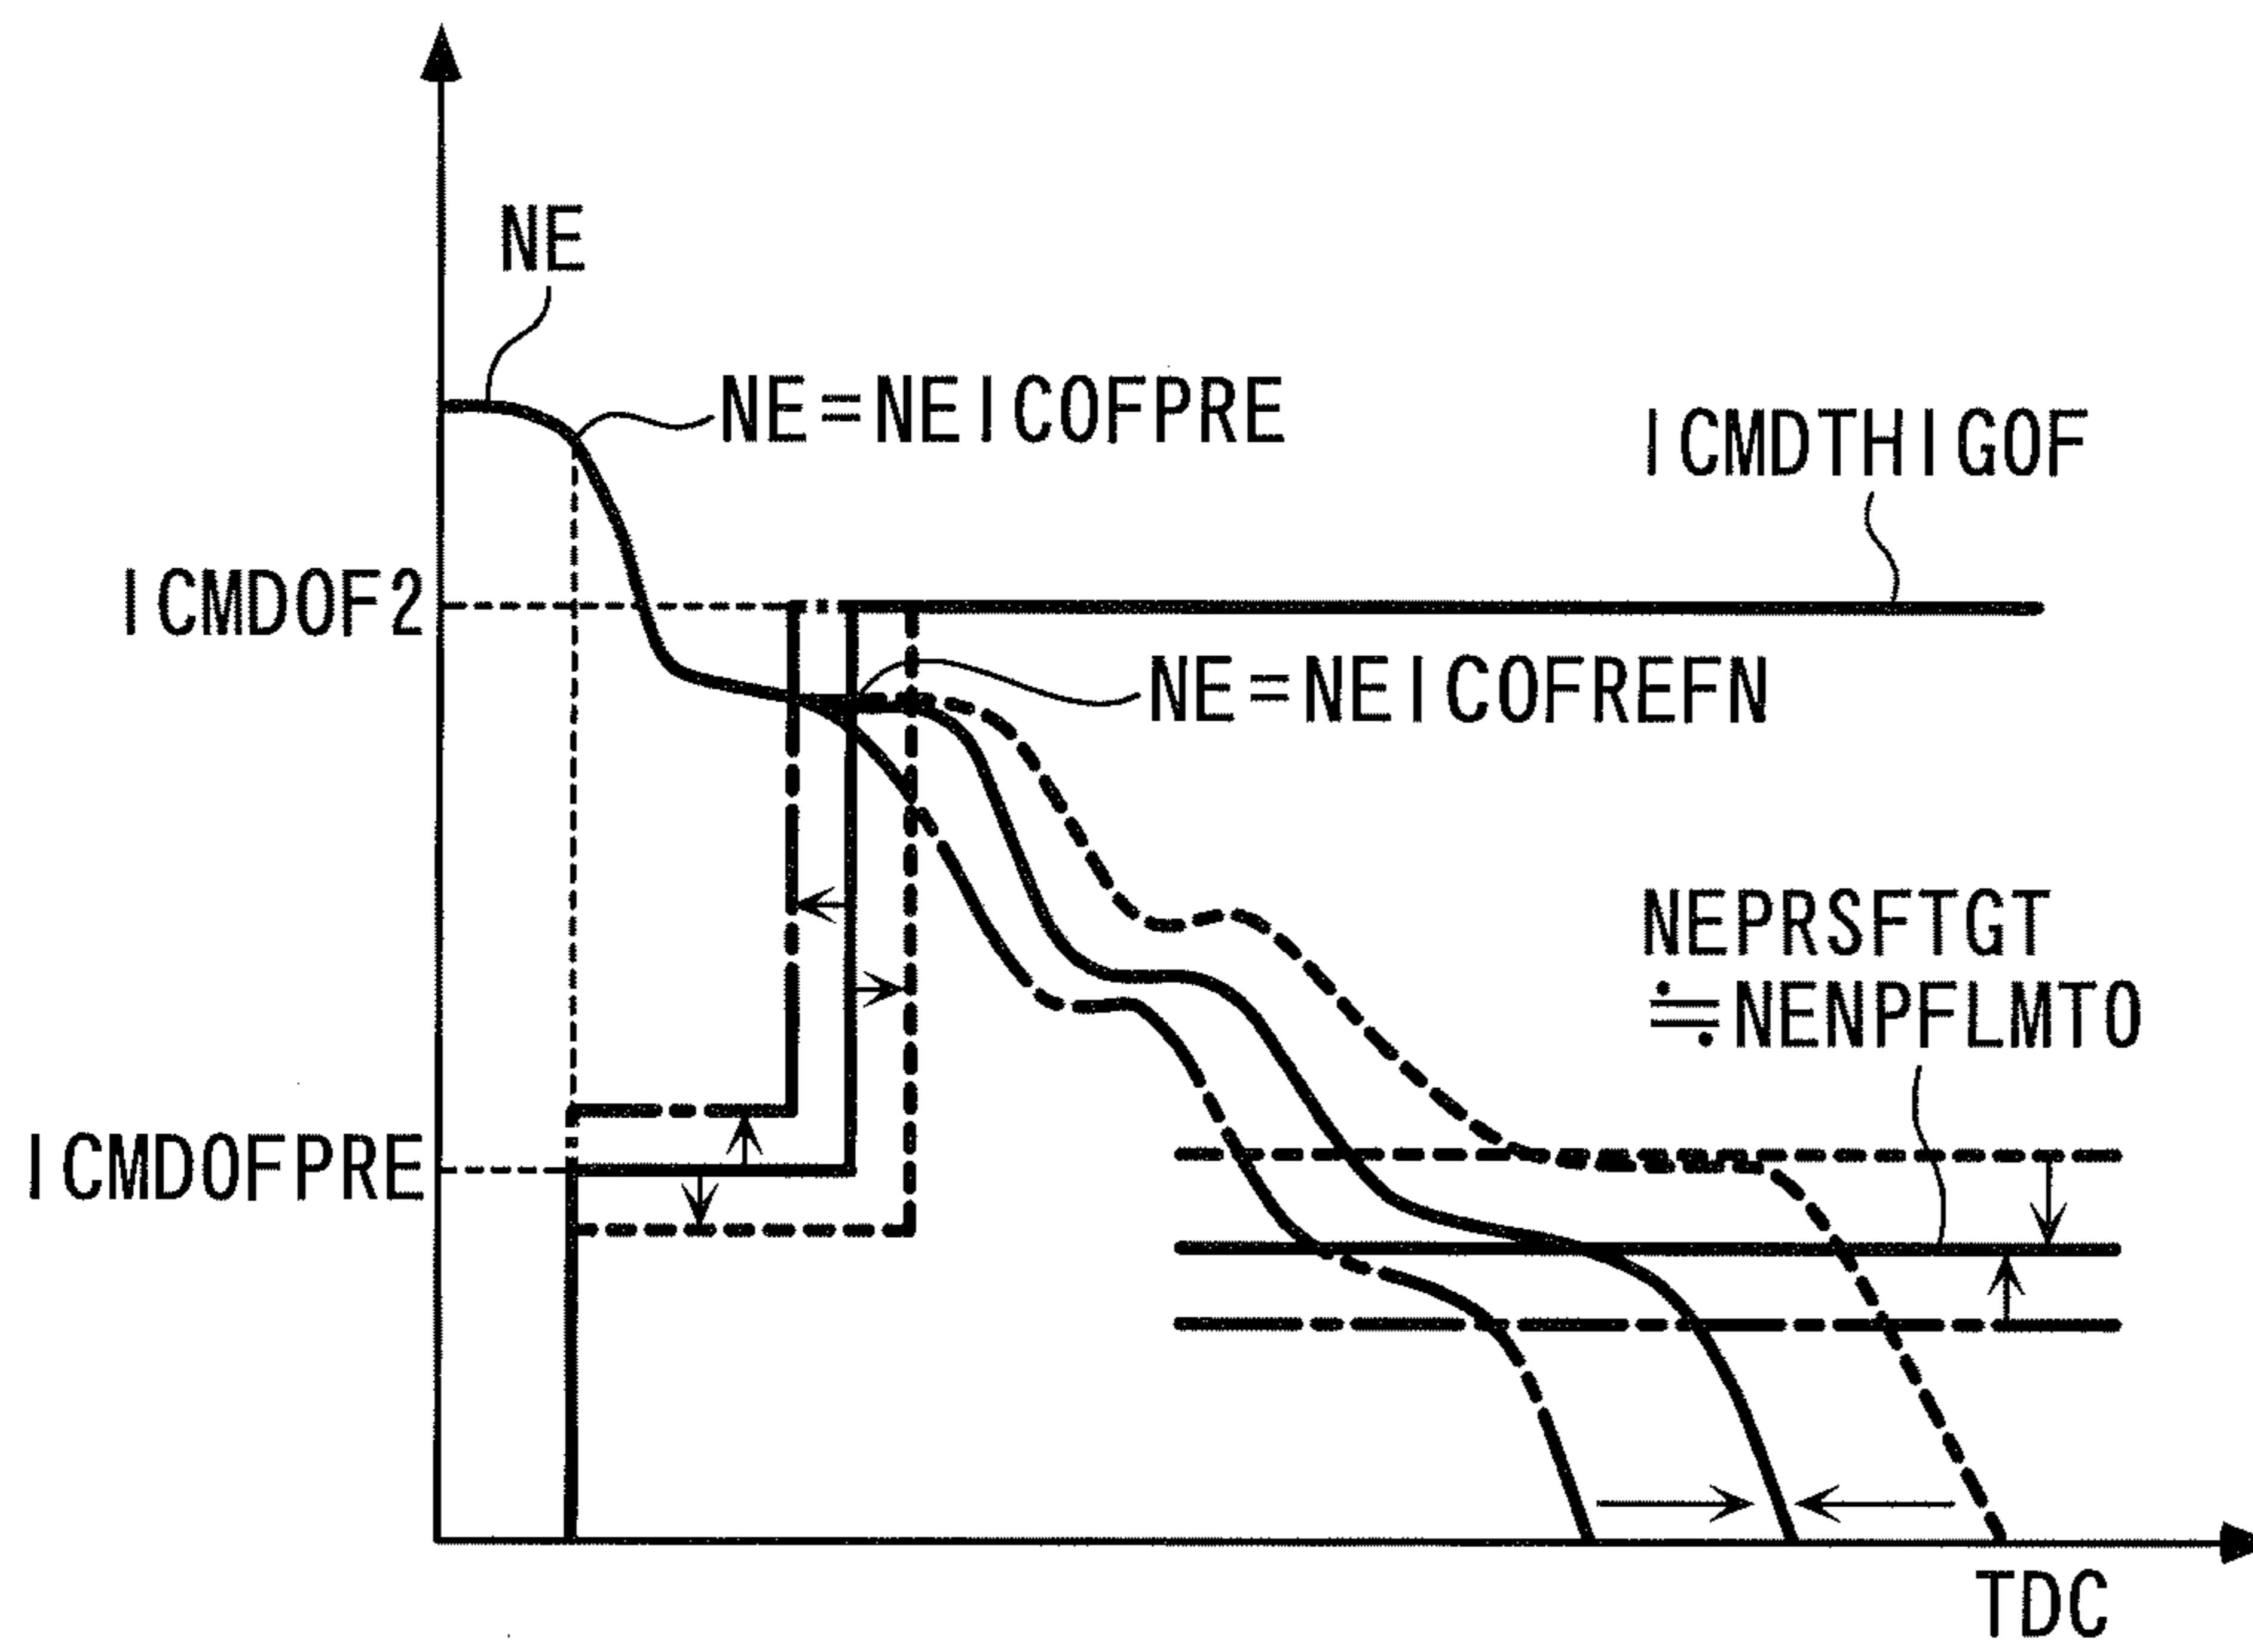 NE
NE=NEICOFPRE
ICMDTHIGOF
ICMDOF2
NE=NEICOFREFN
NEPRSFTGT
≒NENPFLMT0
ICMDOFPRE
TDC